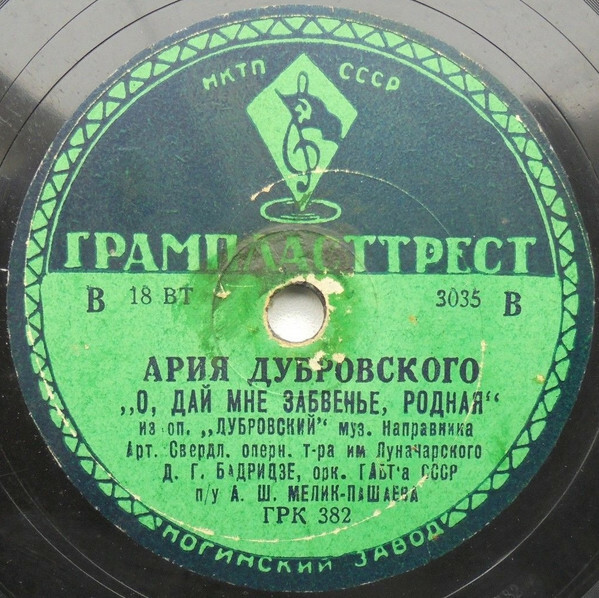 МКТП СССР
ГРАМПЛАСТТРЕСТ
В 18 ВТ 3035 В
АРИЯ ДУБРОВСКОГО
„О, ДАЙ МНЕ ЗАБВЕНЬЕ, РОДНАЯ“
из оп. „ДУБРОВСКИЙ“ муз. Направника
Арт. Свердл. оперн. т-ра им Луначарского
Д. Г. БАДРИДЗЕ, орк. ГАБТ'а СССР
п/у А. Ш. МЕЛИК-ПАШАЕВА
ГРК 382
НОГИНСКИЙ ЗАВОД